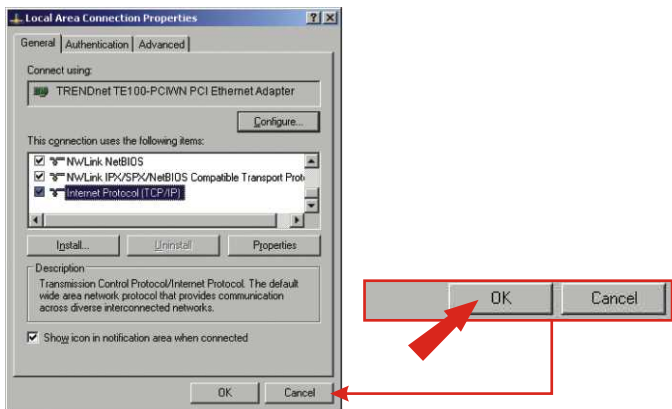 Local Area Connection Properties
General Authentication Advanced
Connect using:
TRENDnet TE100-PCIWN PCI Ethernet Adapter
Configure...
This connection uses the following items:
NWLink NetBIOS
NWLink IPX/SPX/NetBIOS Compatible Transport Prot
Internet Protocol (TCP/IP)
Install... Uninstall Properties
Description
Transmission Control Protocol/Internet Protocol. The default
wide area network protocol that provides communication
across diverse interconnected networks.
Show icon in notification area when connected
OK Cancel
OK Cancel